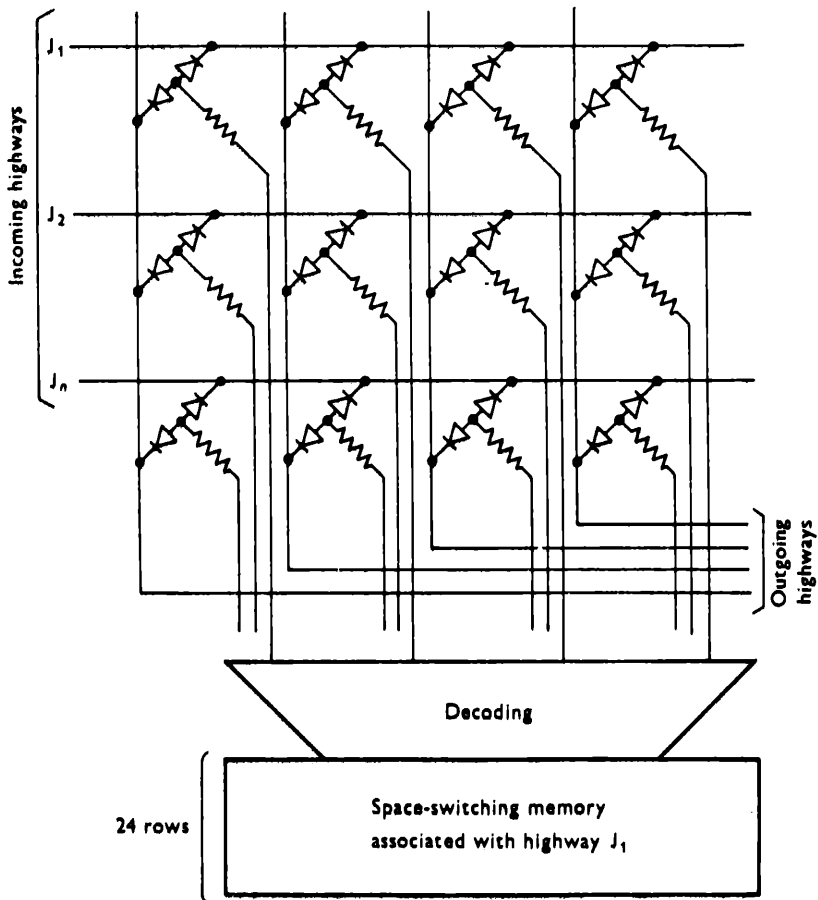 Incoming highways
J1
J2
Jn
Outgoing
highways
Decoding
24 rows
Space-switching memory
associated with highway J1